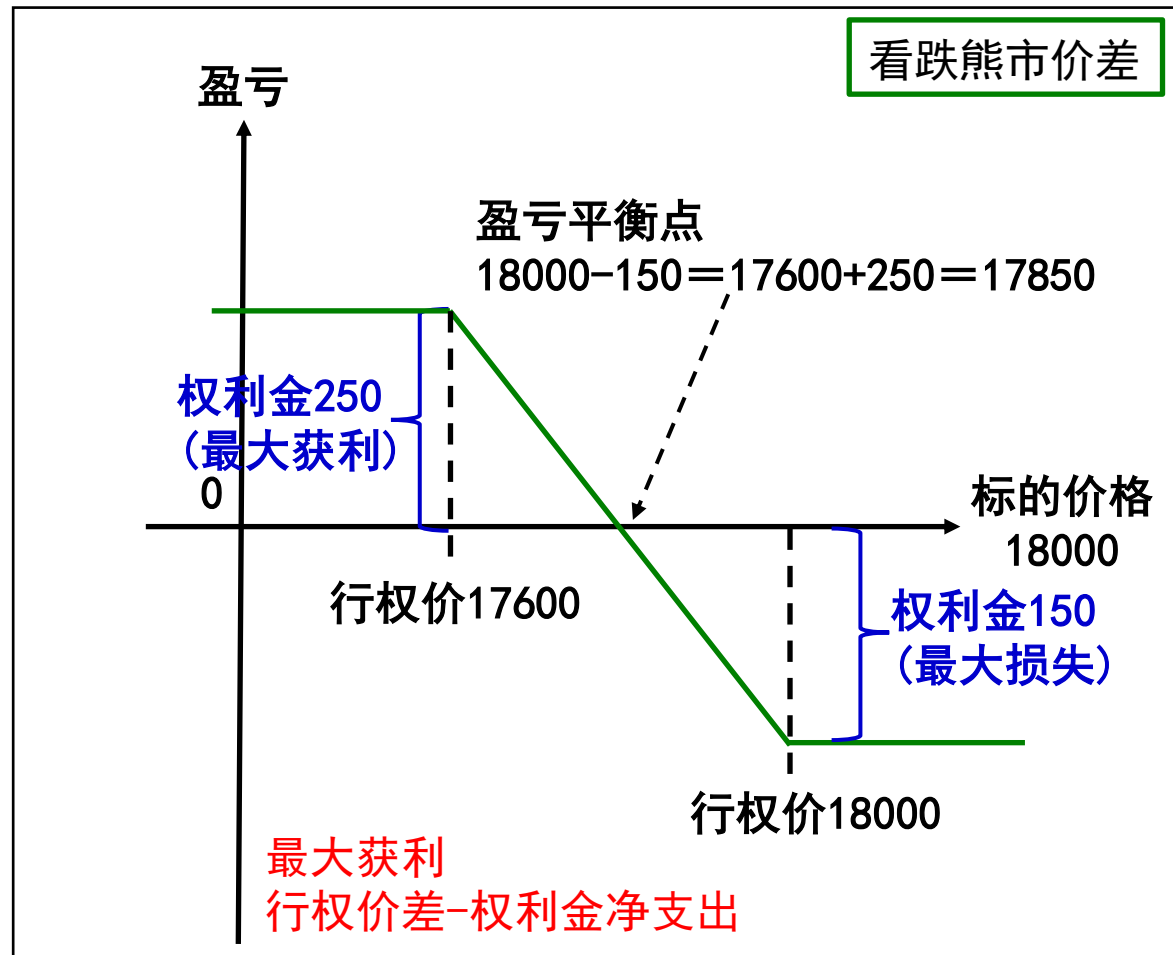 看跌熊市价差
盈亏
盈亏平衡点
18000-150＝17600+250＝17850
权利金250
(最大获利)
0
标的价格
18000
行权价17600
权利金150
(最大损失)
行权价18000
最大获利
行权价差-权利金净支出